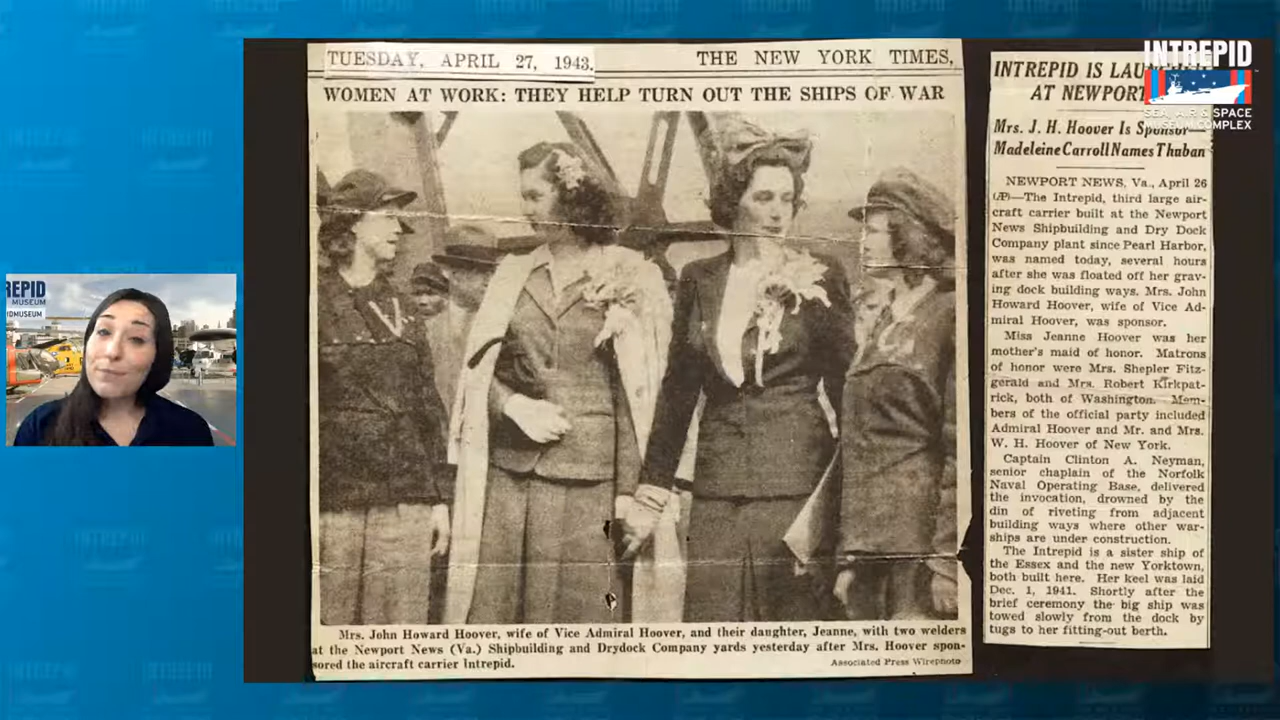 TUESDAY, APRIL 27, 1943.
THE NEW YORK TIMES,
WOMEN AT WORK: THEY HELP TURN OUT THE SHIPS OF WAR
Mrs. John Howard Hoover, wife of Vice Admiral Hoover, and their daughter, Jeanne, with two welders
at the Newport News (Va.) Shipbuilding and Drydock Company yards yesterday after Mrs. Hoover spon-
sored the aircraft carrier Intrepid.
Associated Press Wirephoto
INTREPID IS
AT NEWPORT
Mrs. J. H. Hoover Is Sponsor—
Madeleine Carroll Names Thaban
NEWPORT NEWS, Va., April 26
(AP)—The Intrepid, third large air-
craft carrier built at the Newport
News Shipbuilding and Dry Dock
Company plant since Pearl Harbor,
was named today, several hours
after she was floated off her grav-
ing dock building ways. Mrs. John
Howard Hoover, wife of Vice Ad-
miral Hoover, was sponsor.
Miss Jeanne Hoover was her
mother's maid of honor. Matrons
of honor were Mrs. Shepler Fitz-
gerald and Mrs. Robert Kirkpat-
rick, both of Washington. Mem-
bers of the official party included
Admiral Hoover and Mr. and Mrs.
W. H. Hoover of New York.
Captain Clinton A. Neyman,
senior chaplain of the Norfolk
Naval Operating Base, delivered
the invocation, drowned by the
din of riveting from adjacent
building ways where other war-
ships are under construction.
The Intrepid is a sister ship of
the Essex and the new Yorktown,
both built here. Her keel was laid
Dec. 1, 1941. Shortly after the
brief ceremony the big ship was
towed slowly from the dock by
tugs to her fitting-out berth.
INTREPID
SEA, AIR & SPACE
MUSEUM COMPLEX
REPID
MUSEUM
IDMUSEUM